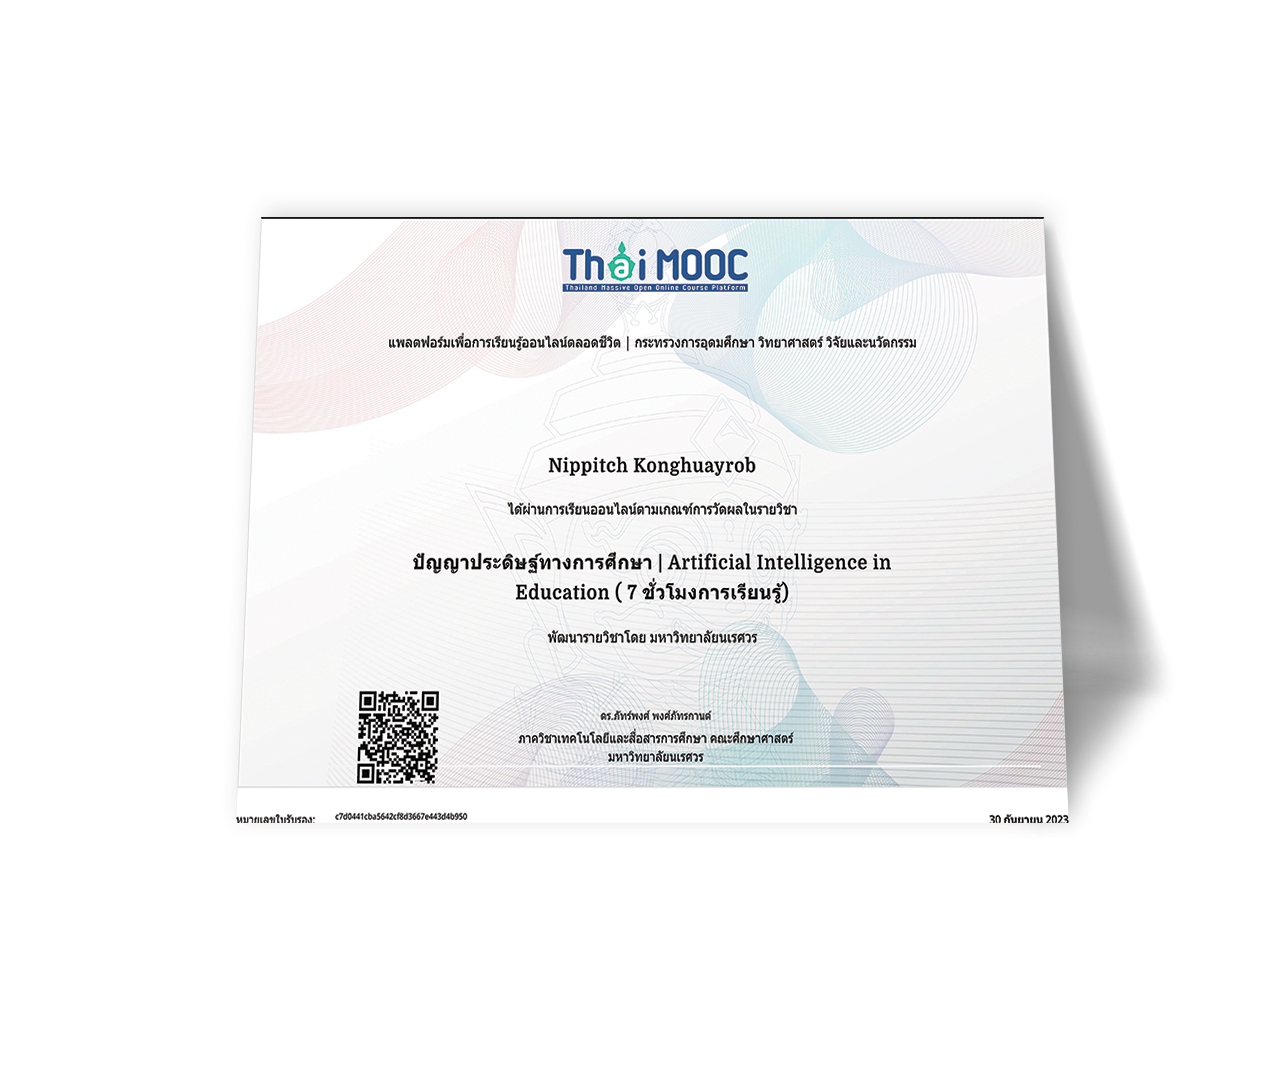 Thai MOOC
Thailand Massive Open Online Course Platform
แพลตฟอร์มเพื่อการเรียนรู้ออนไลน์ตลอดชีวิต | กระทรวงการอุดมศึกษา วิทยาศาสตร์ วิจัยและนวัตกรรม
Nippitch Konghuayrob
ได้ผ่านการเรียนออนไลน์ตามเกณฑ์การวัดผลในรายวิชา
ปัญญาประดิษฐ์ทางการศึกษา | Artificial Intelligence in
Education ( 7 ชั่วโมงการเรียนรู้)
พัฒนารายวิชาโดย มหาวิทยาลัยนเรศวร
ดร.ภัทร์พงศ์ พงศ์ภัทรกานต์
ภาควิชาเทคโนโลยีและสื่อสารการศึกษา คณะศึกษาศาสตร์
มหาวิทยาลัยนเรศวร
หมายเลขใบรับรอง: c7d0441cba5642cf8d3667e443d4b950
30 กันยายน 2023